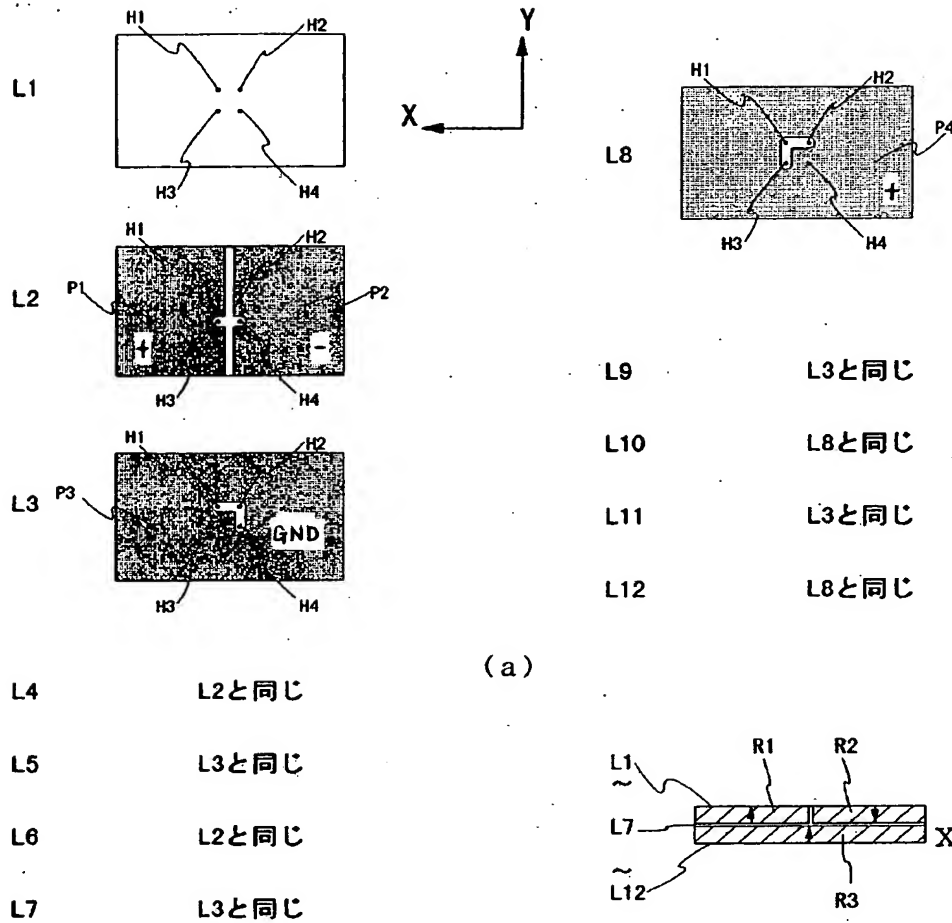 H1 H2
L1
H3 H4
Y
X
H1 H2
L8 P4
+
H3 H4
H1 H2
L2 P1 P2
+ -
H3 H4
H1 H2
L3 P3
GND
H3 H4
L9 L3と同じ
L10 L8と同じ
L11 L3と同じ
L12 L8と同じ
(a)
L4 L2と同じ
L5 L3と同じ
L6 L2と同じ
L7 L3と同じ
R1 R2
L1
~
L7
X
~
L12
R3